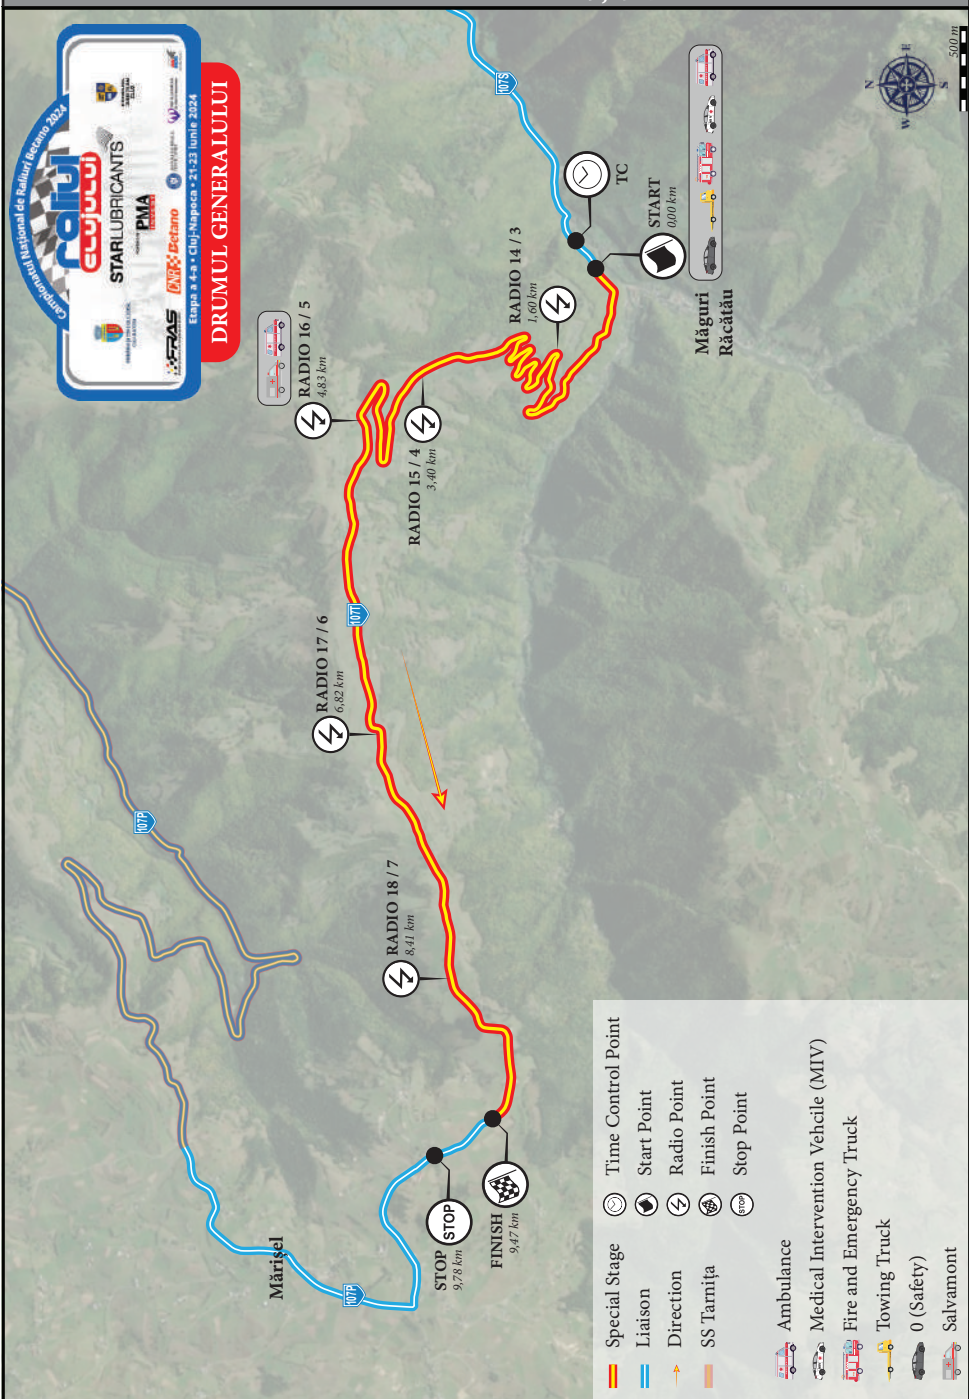 Campionatul Național de Raliuri Betano 2024
raliul
clujului
STARLUBRICANTS
PMA
FRAS
CNR Betano
Etapa a 4-a • Cluj-Napoca • 21-23 iunie 2024
DRUMUL GENERALULUI
107S
TC
START
0,00 km
Măguri
Răcătău
RADIO 14 / 3
1,60 km
RADIO 15 / 4
3,40 km
RADIO 16 / 5
4,83 km
107T
RADIO 17 / 6
6,82 km
RADIO 18 / 7
8,41 km
FINISH
9,47 km
STOP
STOP
9,78 km
107P
107P
Mărișel
N
E
S
W
500 m
Special Stage
Liaison
Direction
SS Tarnița
Time Control Point
Start Point
Radio Point
Finish Point
STOP
Stop Point
Ambulance
Medical Intervention Vehcile (MIV)
Fire and Emergency Truck
Towing Truck
0 (Safety)
Salvamont